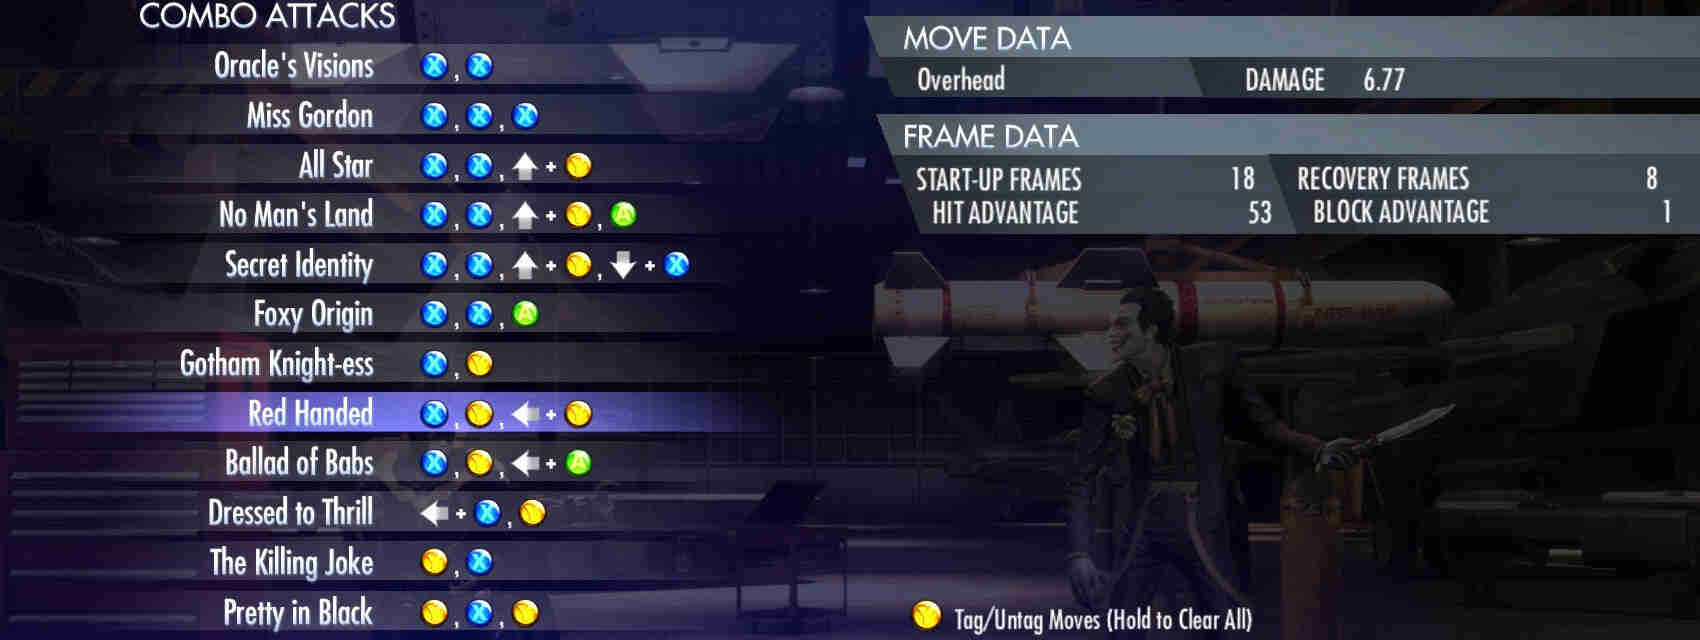 COMBO ATTACKS
Oracle's Visions X, X
Miss Gordon X, X, X
All Star X, X, ⬆ + Y
No Man's Land X, X, ⬆ + Y, A
Secret Identity X, X, ⬆ + Y, ⬇ + X
Foxy Origin X, X, A
Gotham Knight-ess X, Y
Red Handed X, Y, ⬅ + Y
Ballad of Babs X, Y, ⬅ + A
Dressed to Thrill ⬅ + X, Y
The Killing Joke Y, X
Pretty in Black Y, X, Y
MOVE DATA
Overhead DAMAGE 6.77
FRAME DATA
START-UP FRAMES 18 RECOVERY FRAMES 8
HIT ADVANTAGE 53 BLOCK ADVANTAGE 1
Y Tag/Untag Moves (Hold to Clear All)